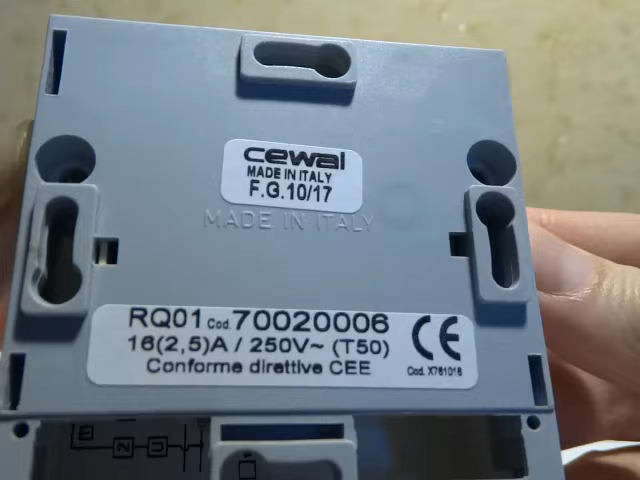 cewal
MADE IN ITALY
F.G.10/17
MADE IN ITALY
RQ01 Cod. 70020006
16(2,5)A / 250V~ (T50)
Conforme direttive CEE
CE
Cod. X761016
N